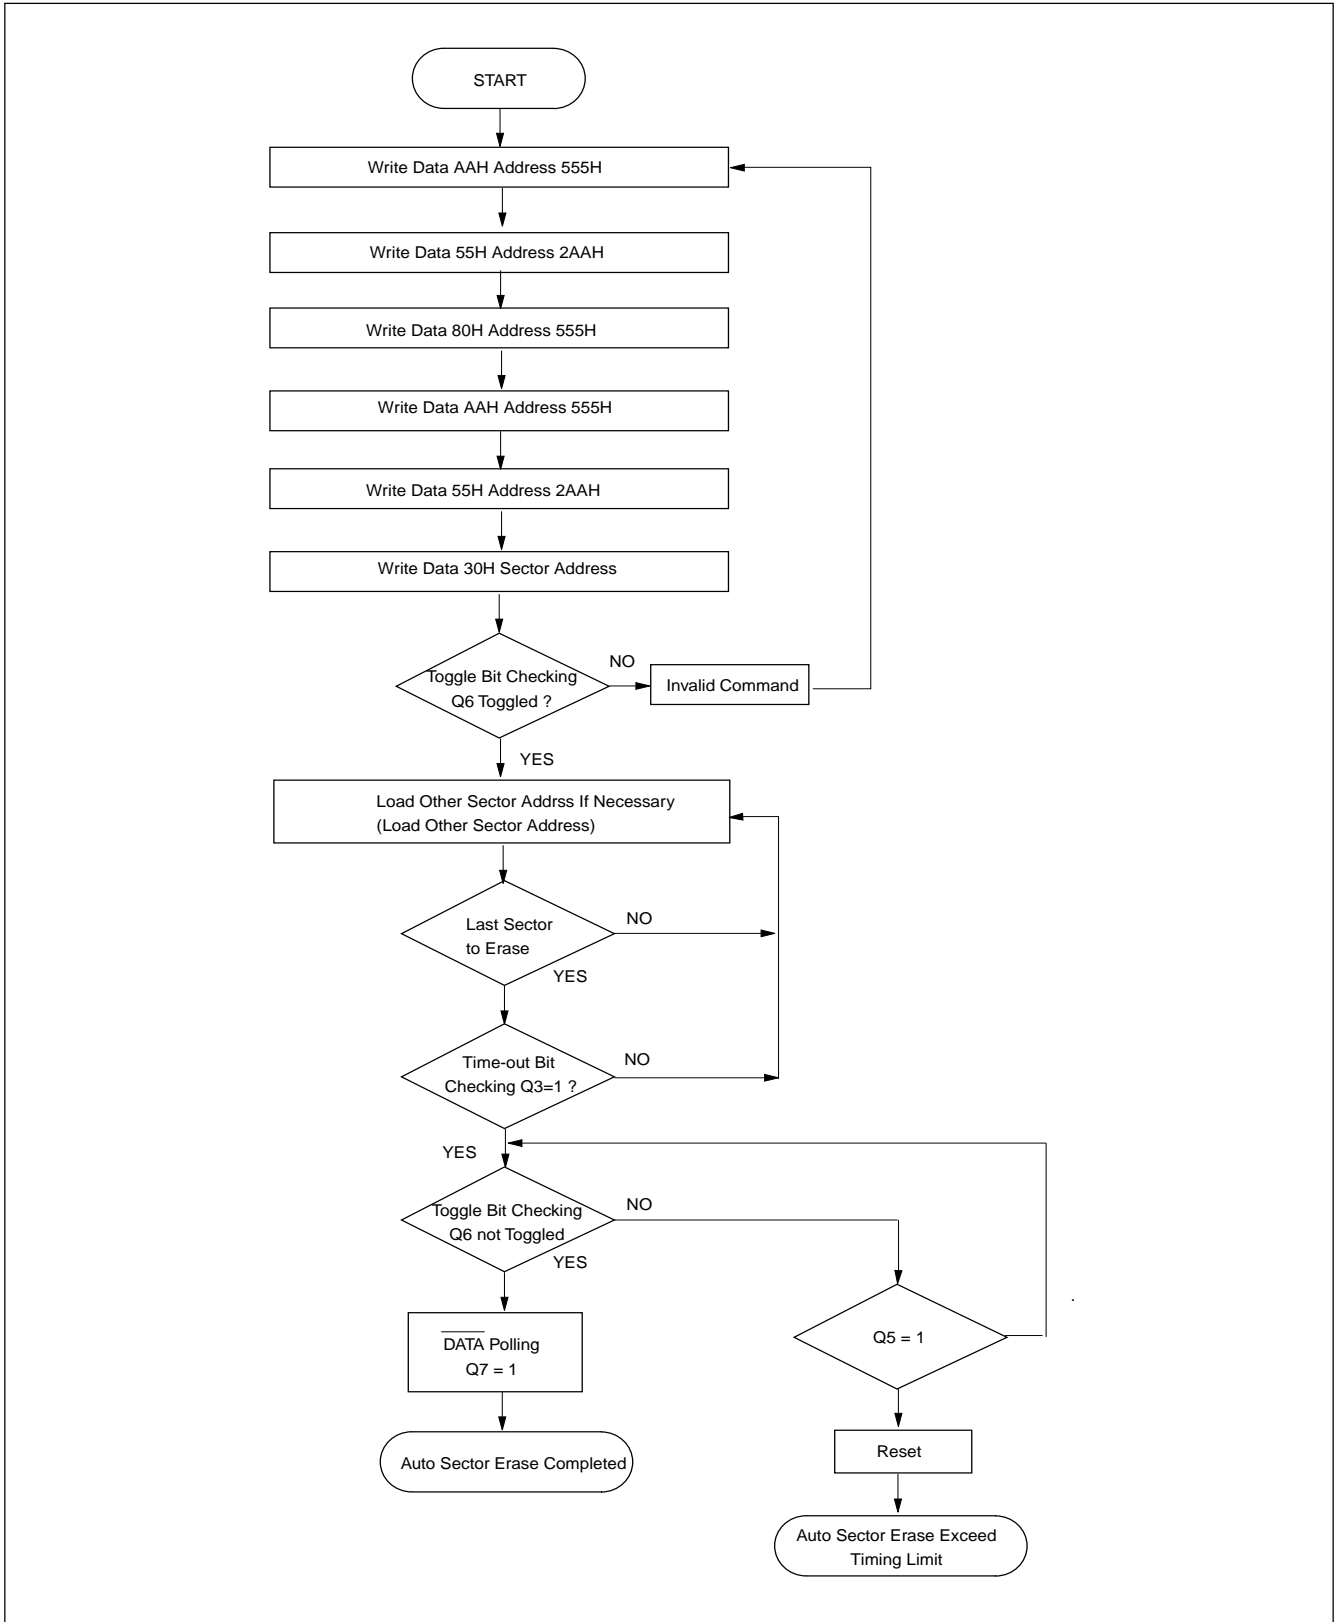 START
Write Data AAH Address 555H
Write Data 55H Address 2AAH
Write Data 80H Address 555H
Write Data AAH Address 555H
Write Data 55H Address 2AAH
Write Data 30H Sector Address
Toggle Bit Checking
Q6 Toggled ?
NO
Invalid Command
YES
Load Other Sector Addrss If Necessary
(Load Other Sector Address)
Last Sector
to Erase
NO
YES
Time-out Bit
Checking Q3=1 ?
NO
YES
Toggle Bit Checking
Q6 not Toggled
NO
YES
DATA Polling
Q7 = 1
Q5 = 1
.
Auto Sector Erase Completed
Reset
Auto Sector Erase Exceed
Timing Limit